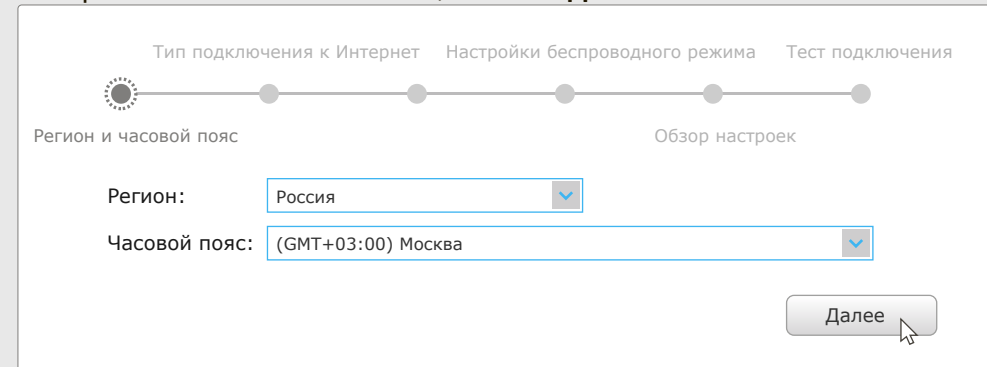 Тип подключения к Интернет Настройки беспроводного режима Тест подключения
Регион и часовой пояс Обзор настроек
Регион: Россия
Часовой пояс: (GMT+03:00) Москва
Далее